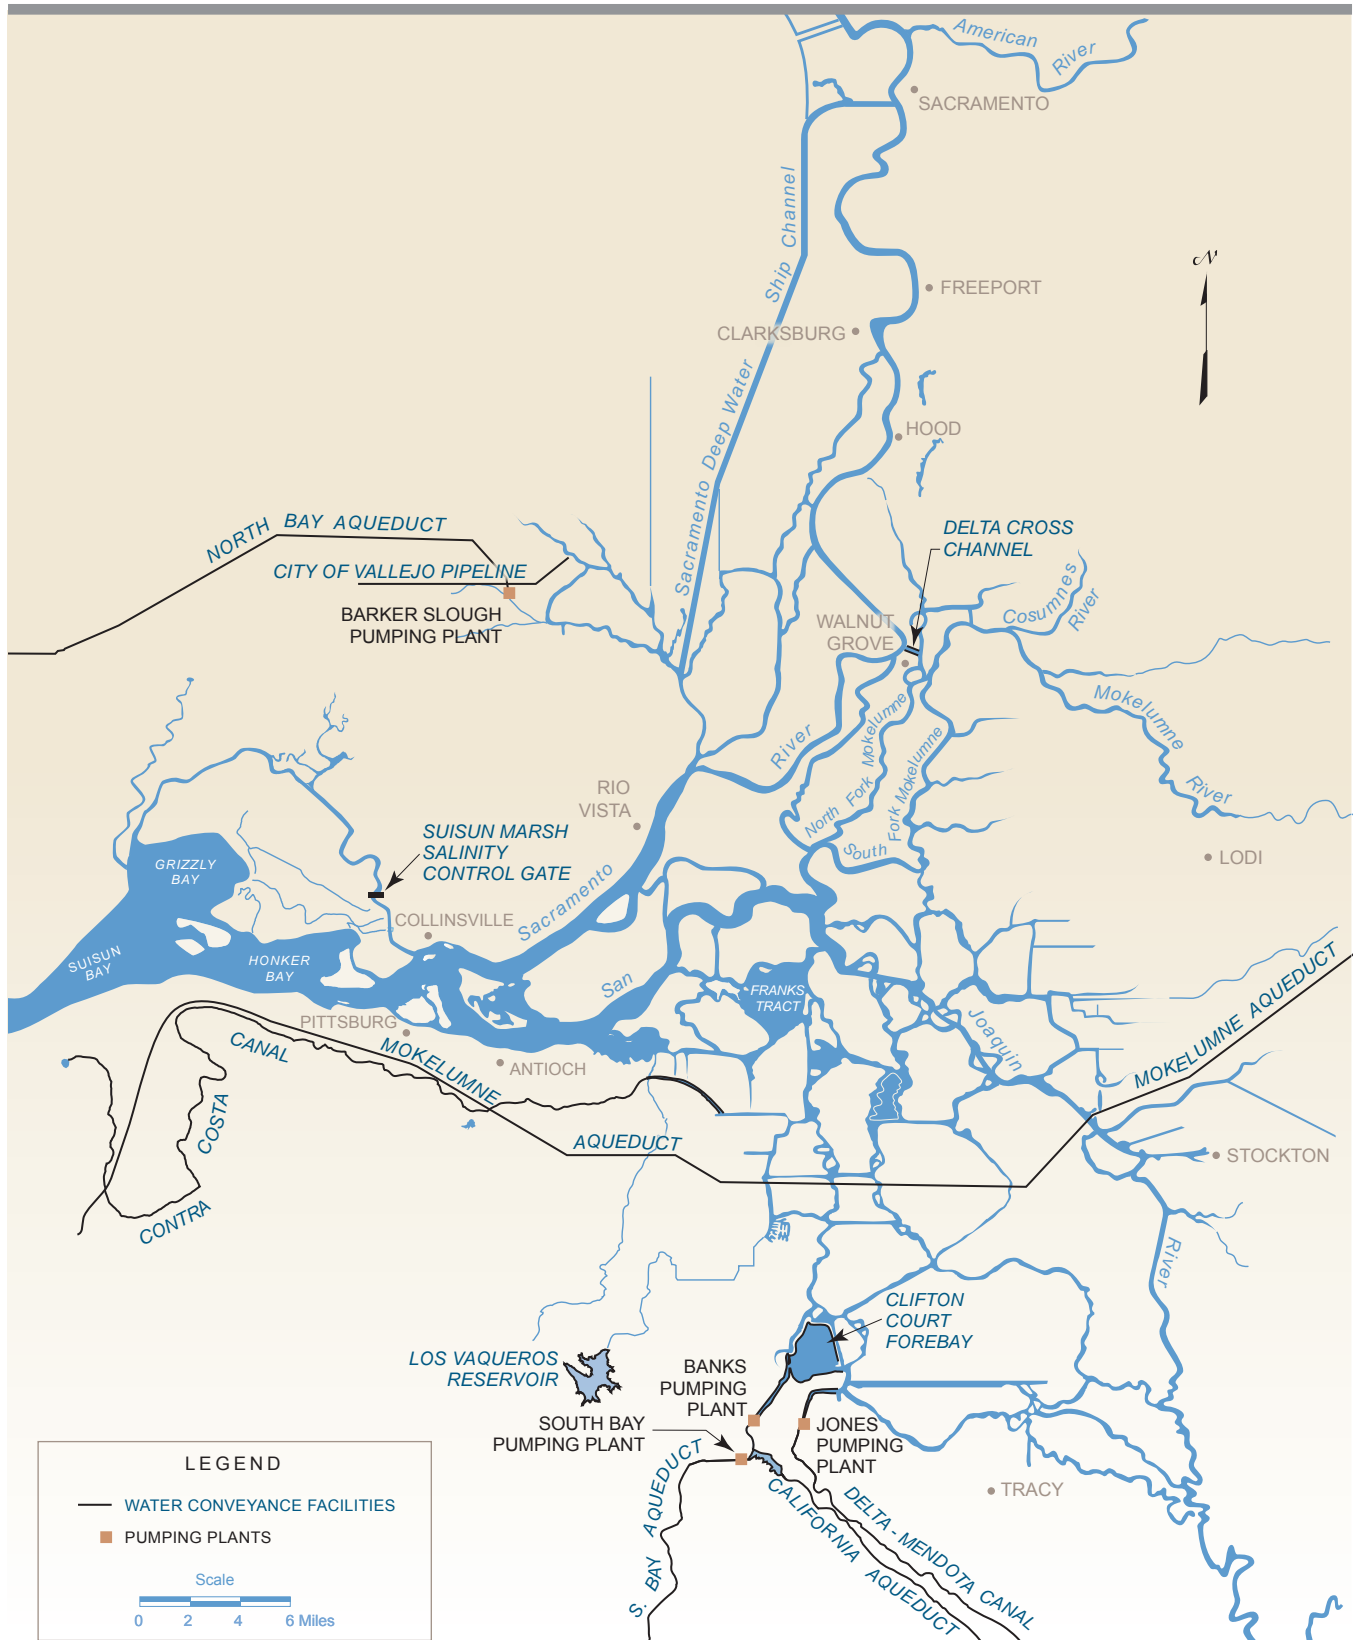 American
River
SACRAMENTO
Sacramento Deep Water Ship Channel
N
FREEPORT
CLARKSBURG
HOOD
NORTH BAY AQUEDUCT
CITY OF VALLEJO PIPELINE
BARKER SLOUGH
PUMPING PLANT
DELTA CROSS
CHANNEL
Cosumnes
River
WALNUT
GROVE
Mokelumne
River
North Fork Mokelumne
South Fork Mokelumne
River
RIO
VISTA
SUISUN MARSH
SALINITY
CONTROL GATE
LODI
GRIZZLY
BAY
COLLINSVILLE
Sacramento
SUISUN
BAY
HONKER
BAY
San
FRANKS
TRACT
Joaquin
MOKELUMNE AQUEDUCT
PITTSBURG
CANAL
MOKELUMNE
ANTIOCH
COSTA
AQUEDUCT
STOCKTON
CONTRA
River
CLIFTON
COURT
FOREBAY
LOS VAQUEROS
RESERVOIR
BANKS
PUMPING
PLANT
SOUTH BAY
PUMPING PLANT
JONES
PUMPING
PLANT
S. BAY AQUEDUCT
CALIFORNIA AQUEDUCT
DELTA - MENDOTA CANAL
TRACY
LEGEND
WATER CONVEYANCE FACILITIES
PUMPING PLANTS
Scale
0 2 4 6 Miles